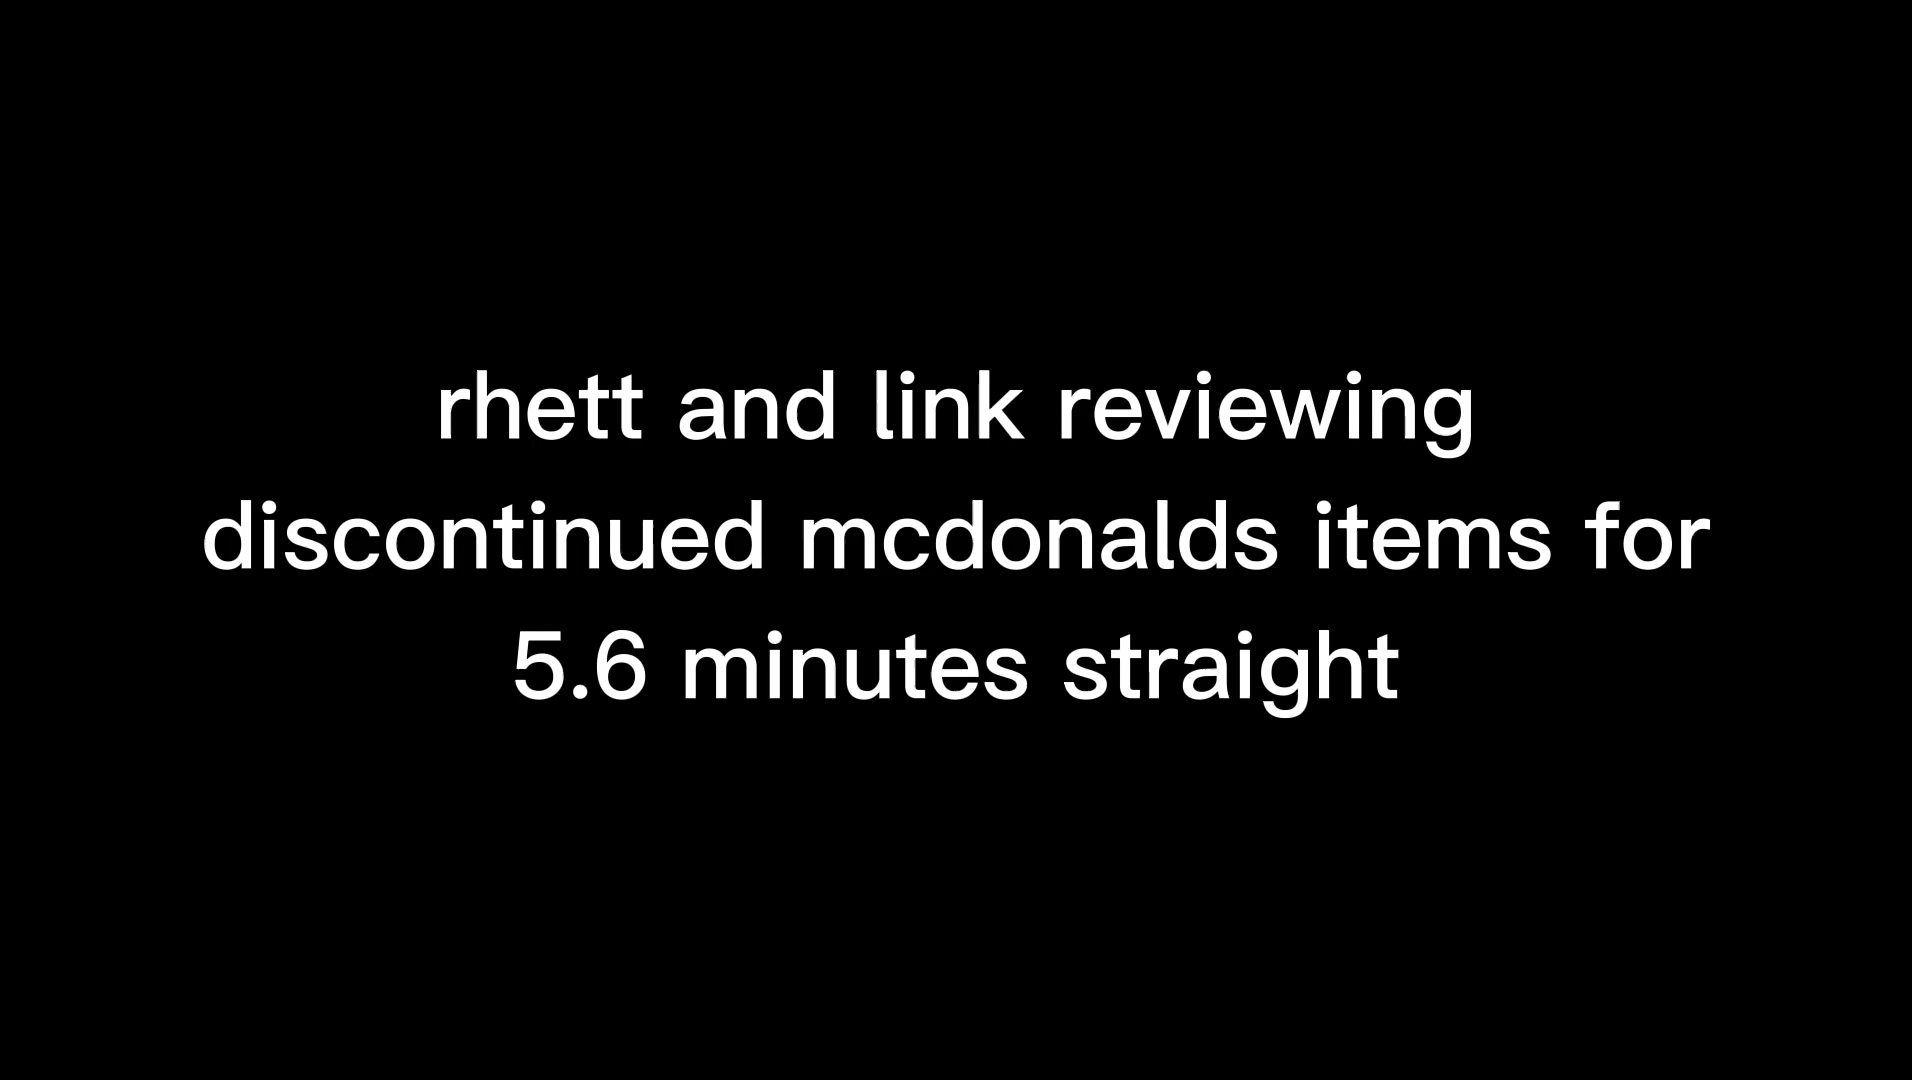 rhett and link reviewing
discontinued mcdonalds items for
5.6 minutes straight